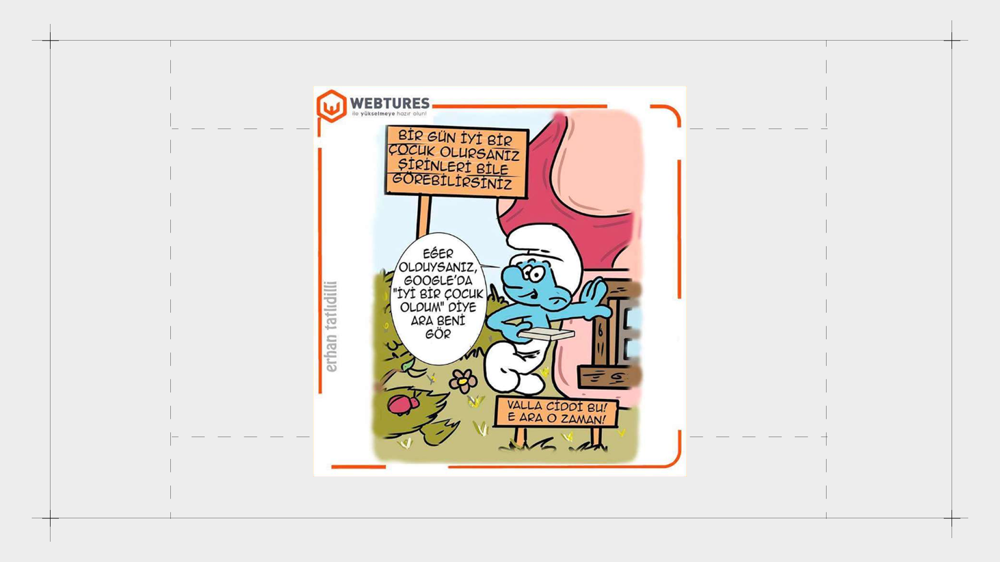 WEBTURES
ile yükselmeye hazır olun!
BİR GÜN İYİ BİR
ÇOCUK OLURSANIZ
ŞİRİNLERİ BİLE
GÖREBİLİRSİNİZ
EĞER
OLDUYSANIZ,
GOOGLE'DA
"İYİ BİR ÇOCUK
OLDUM" DİYE
ARA BENİ
GÖR
erhan tatlıdilli
VALLA CİDDİ BU!
E ARA O ZAMAN!